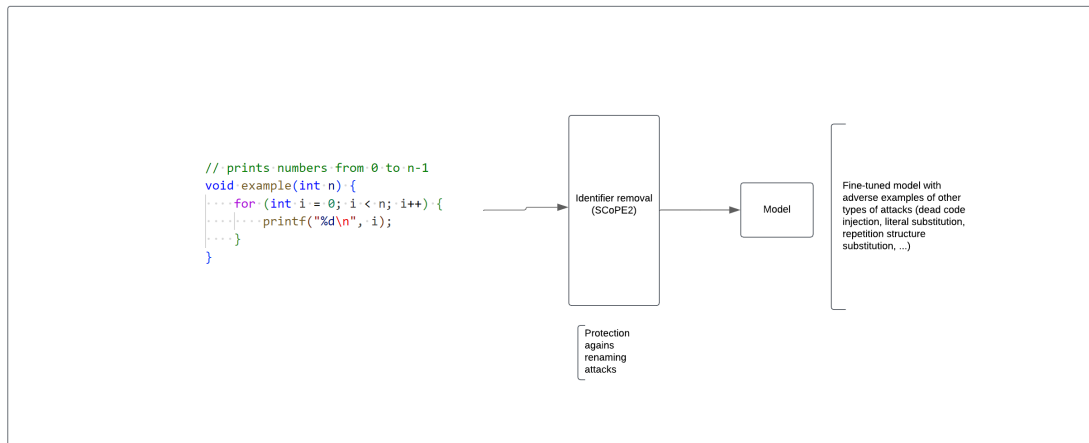 // prints numbers from 0 to n-1
void example(int n) {
    for (int i = 0; i < n; i++) {
        printf("%d\n", i);
    }
}
Identifier removal
(SCoPE2)
Protection
agains
renaming
attacks
Model
Fine-tuned model with
adverse examples of other
types of attacks (dead code
injection, literal substitution,
repetition structure
substitution, ...)